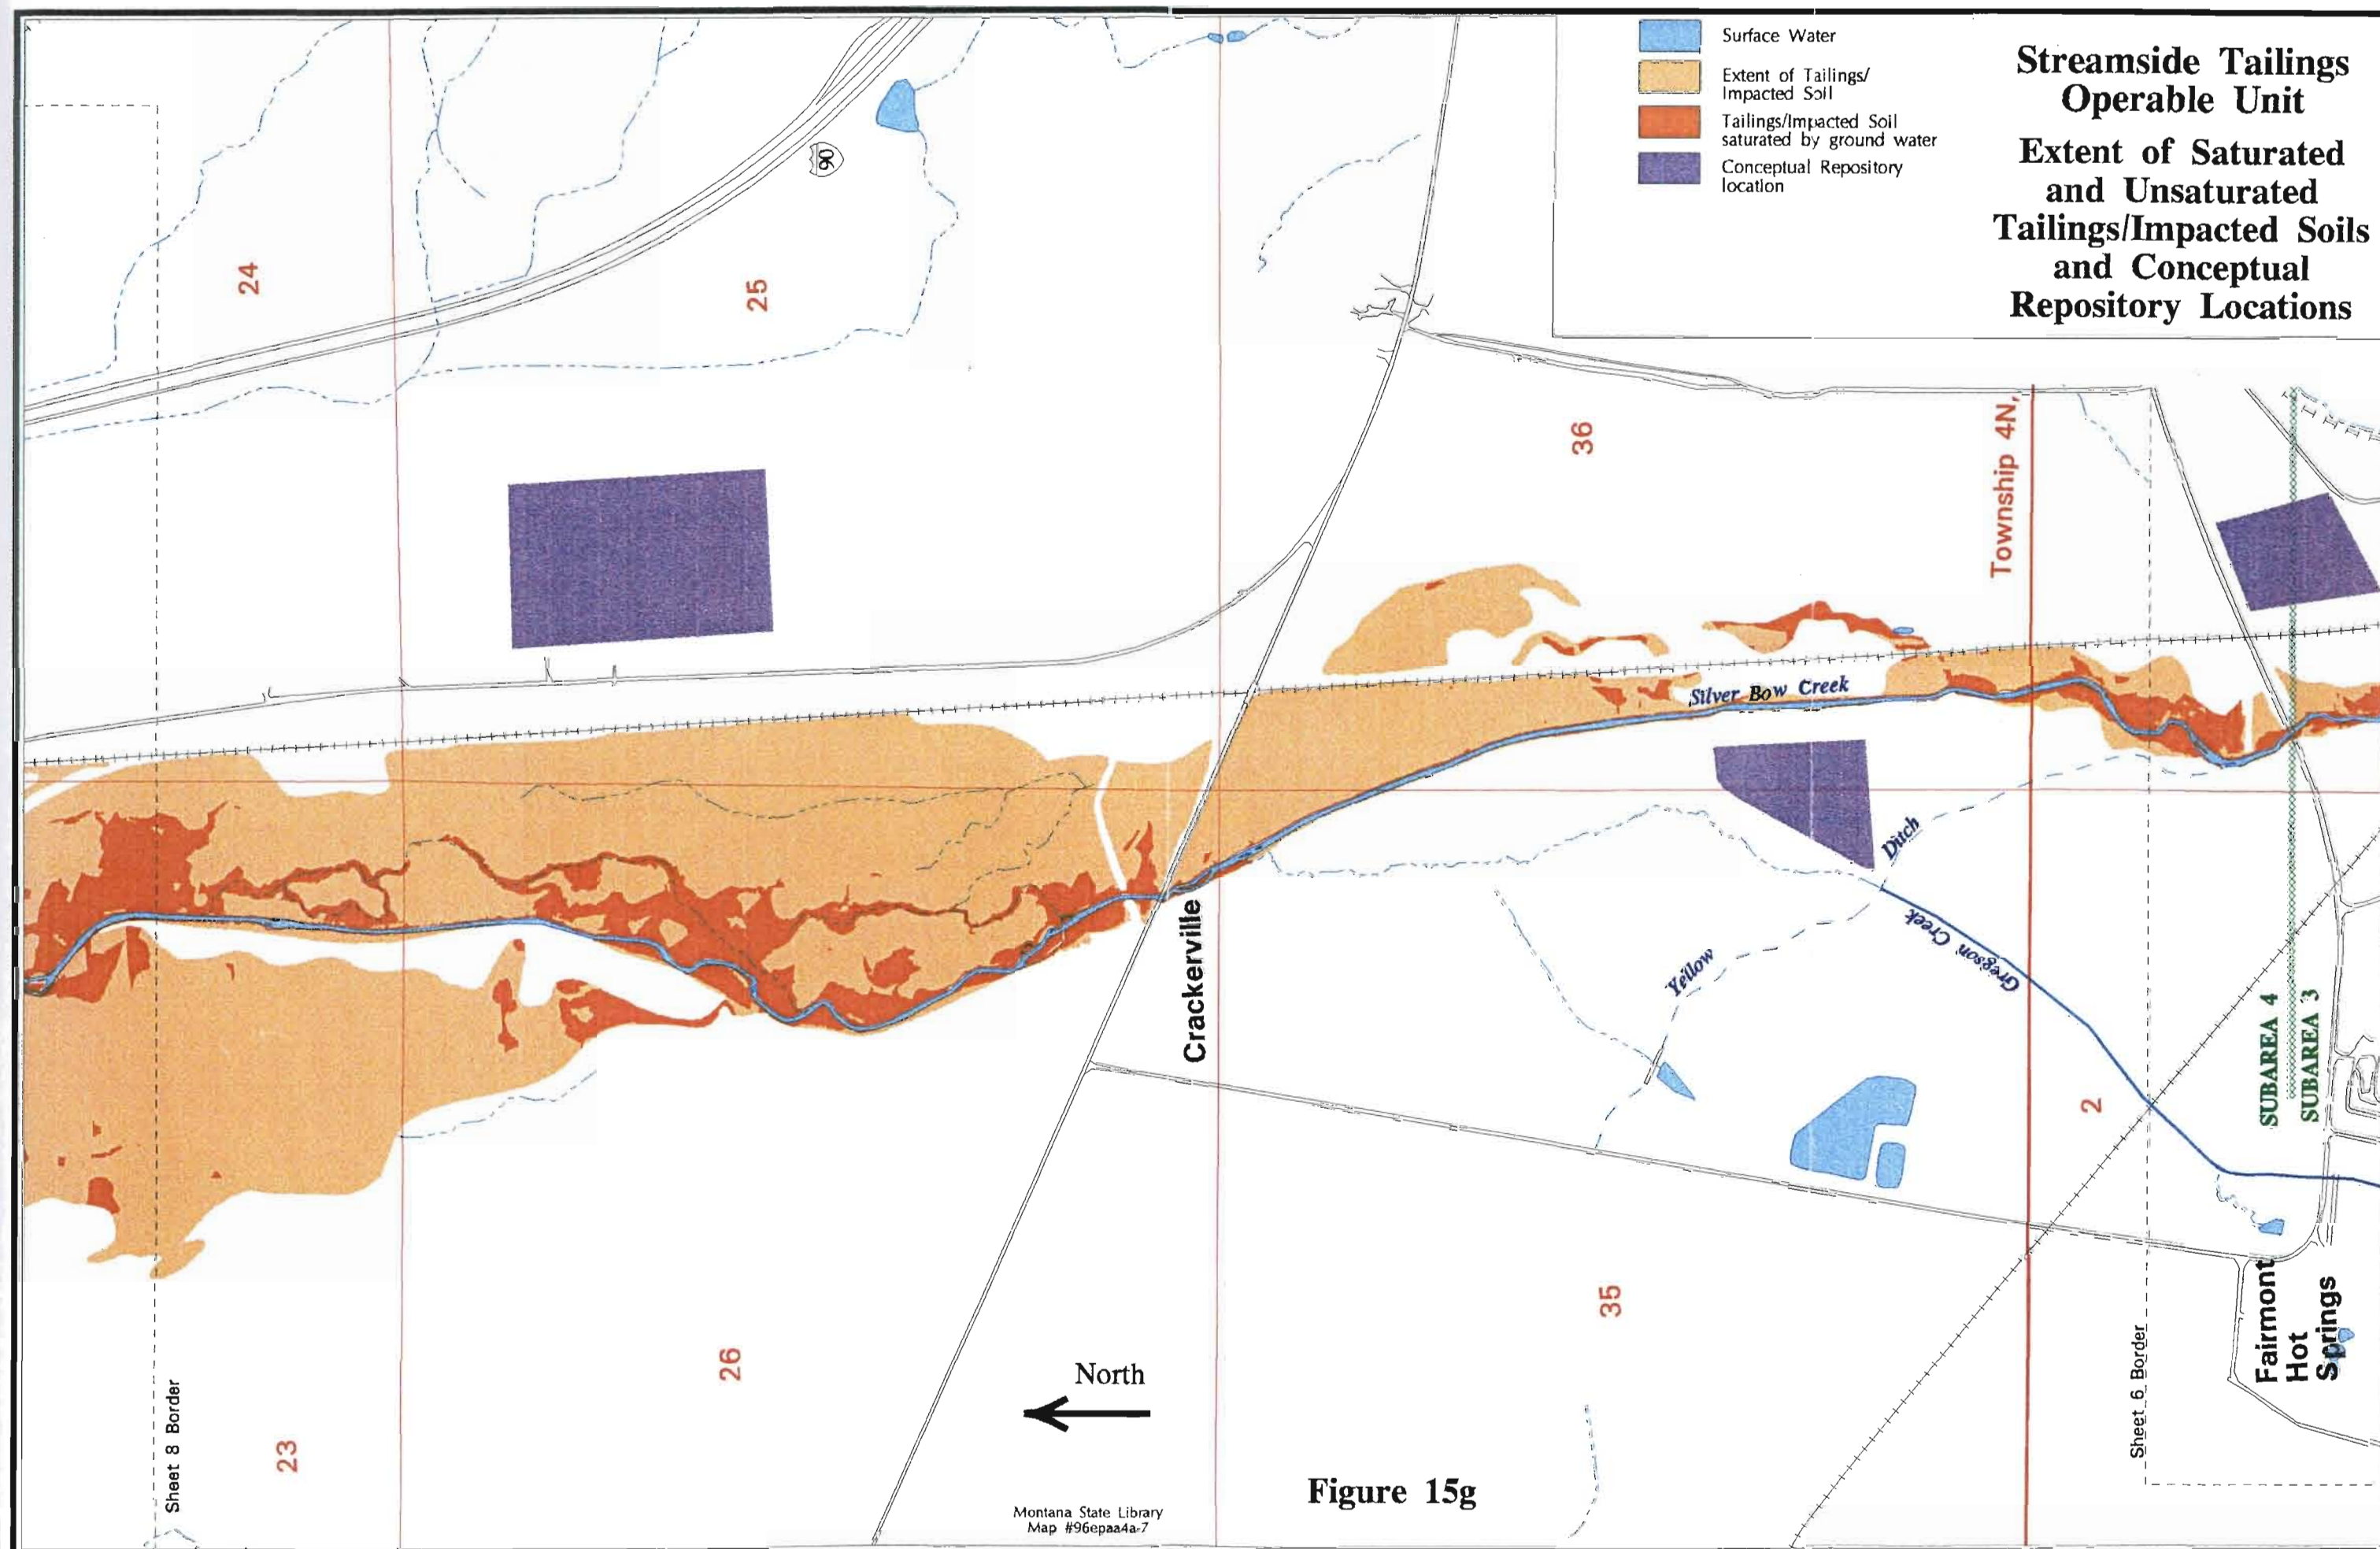 Surface Water
Extent of Tailings/
Impacted Soil
Tailings/Impacted Soil
saturated by ground water
Conceptual Repository
location
Streamside Tailings
Operable Unit
Extent of Saturated
and Unsaturated
Tailings/Impacted Soils
and Conceptual
Repository Locations
90
24
25
36
Township 4N,
Silver Bow Creek
Ditch
Yellow
Gregson Creek
Crackerville
SUBAREA 4
SUBAREA 3
2
35
26
23
Fairmont
Hot
Springs
Sheet 8 Border
Sheet 6 Border
North
Figure 15g
Montana State Library
Map #96epaa4a-7